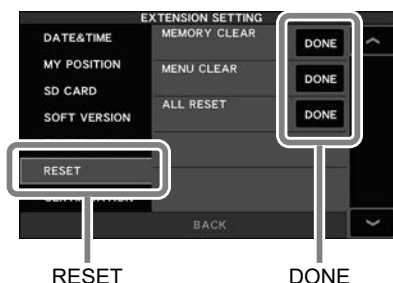 EXTENSION SETTING
DATE&TIME
MEMORY CLEAR
DONE
MY POSITION
MENU CLEAR
DONE
SD CARD
ALL RESET
DONE
SOFT VERSION
RESET
BACK
RESET
DONE